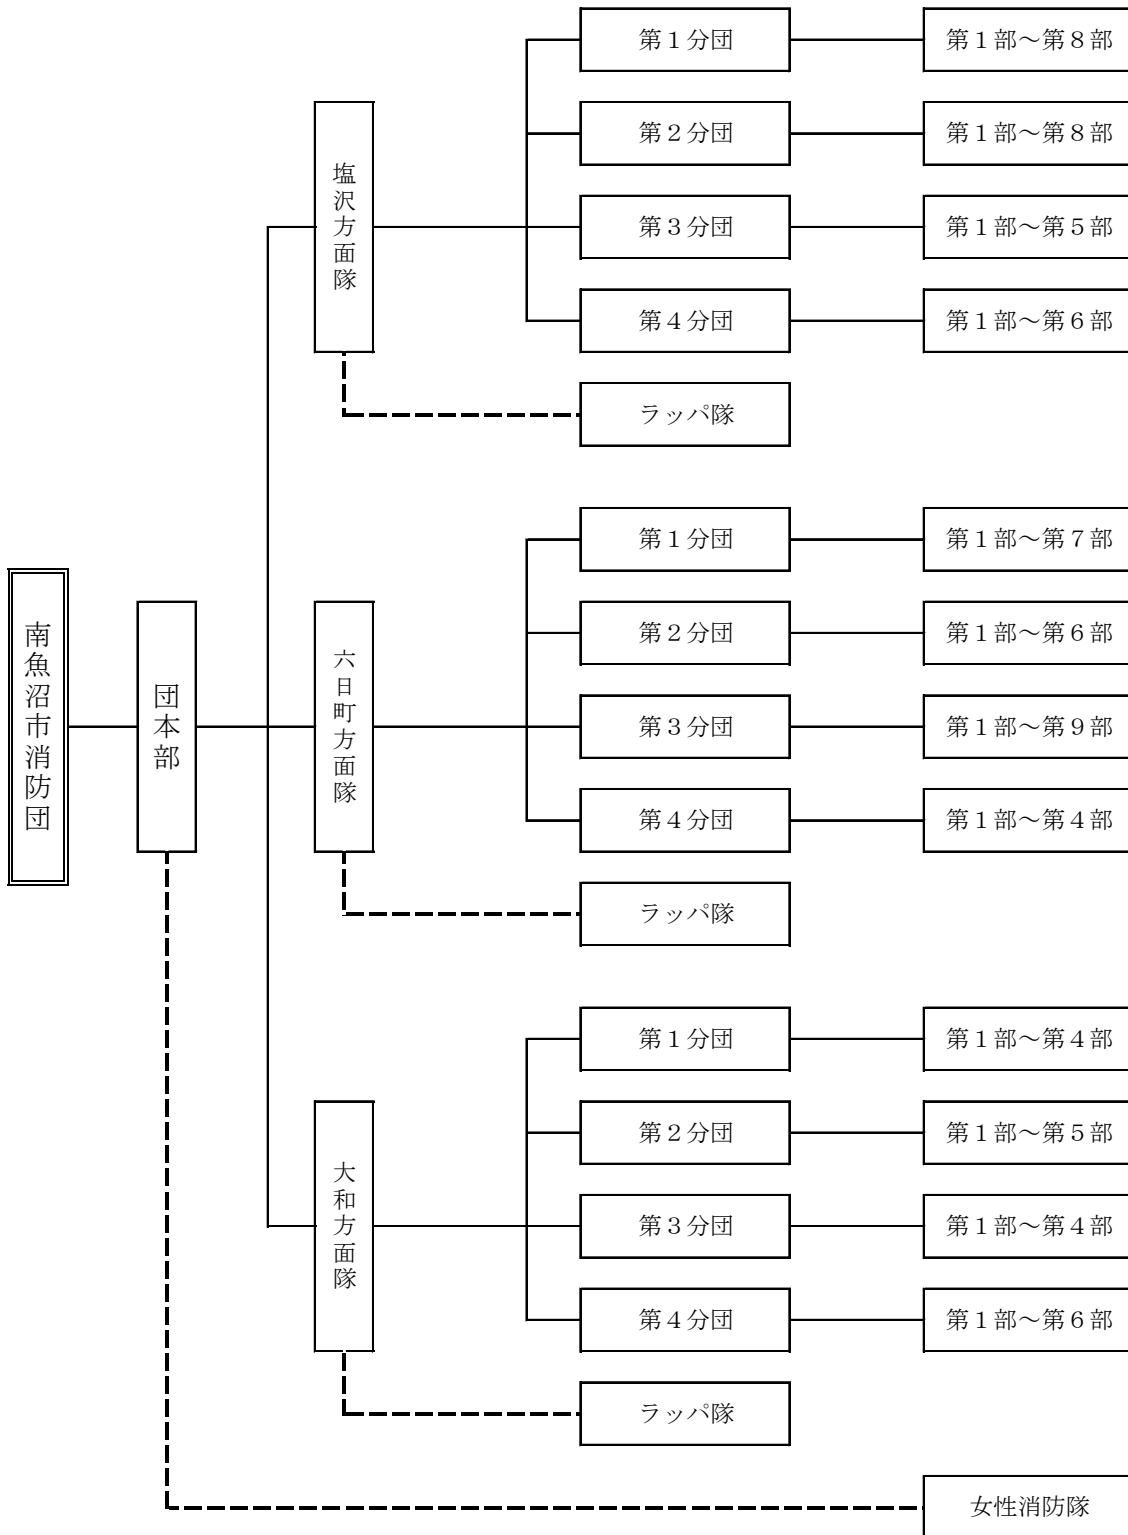 南魚沼市消防団
団本部
塩沢方面隊
第１分団
第１部～第８部
第２分団
第１部～第８部
第３分団
第１部～第５部
第４分団
第１部～第６部
ラッパ隊
六日町方面隊
第１分団
第１部～第７部
第２分団
第１部～第６部
第３分団
第１部～第９部
第４分団
第１部～第４部
ラッパ隊
大和方面隊
第１分団
第１部～第４部
第２分団
第１部～第５部
第３分団
第１部～第４部
第４分団
第１部～第６部
ラッパ隊
女性消防隊